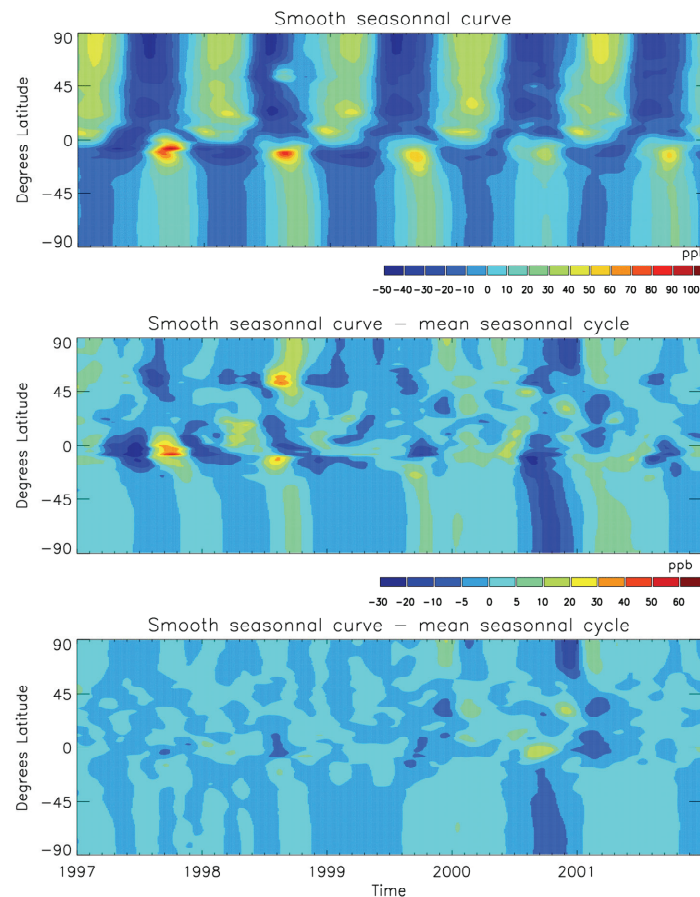 Smooth seasonnal curve
90
45
0
−45
−90
Degrees Latitude
ppb
-50 -40 -30 -20 -10 0 10 20 30 40 50 60 70 80 90 100
Smooth seasonnal curve − mean seasonnal cycle
90
45
0
−45
−90
Degrees Latitude
ppb
−30 −20 −10 −5 0 5 10 20 30 40 50 60
Smooth seasonnal curve − mean seasonnal cycle
90
45
0
−45
−90
Degrees Latitude
1997 1998 1999 2000 2001
Time